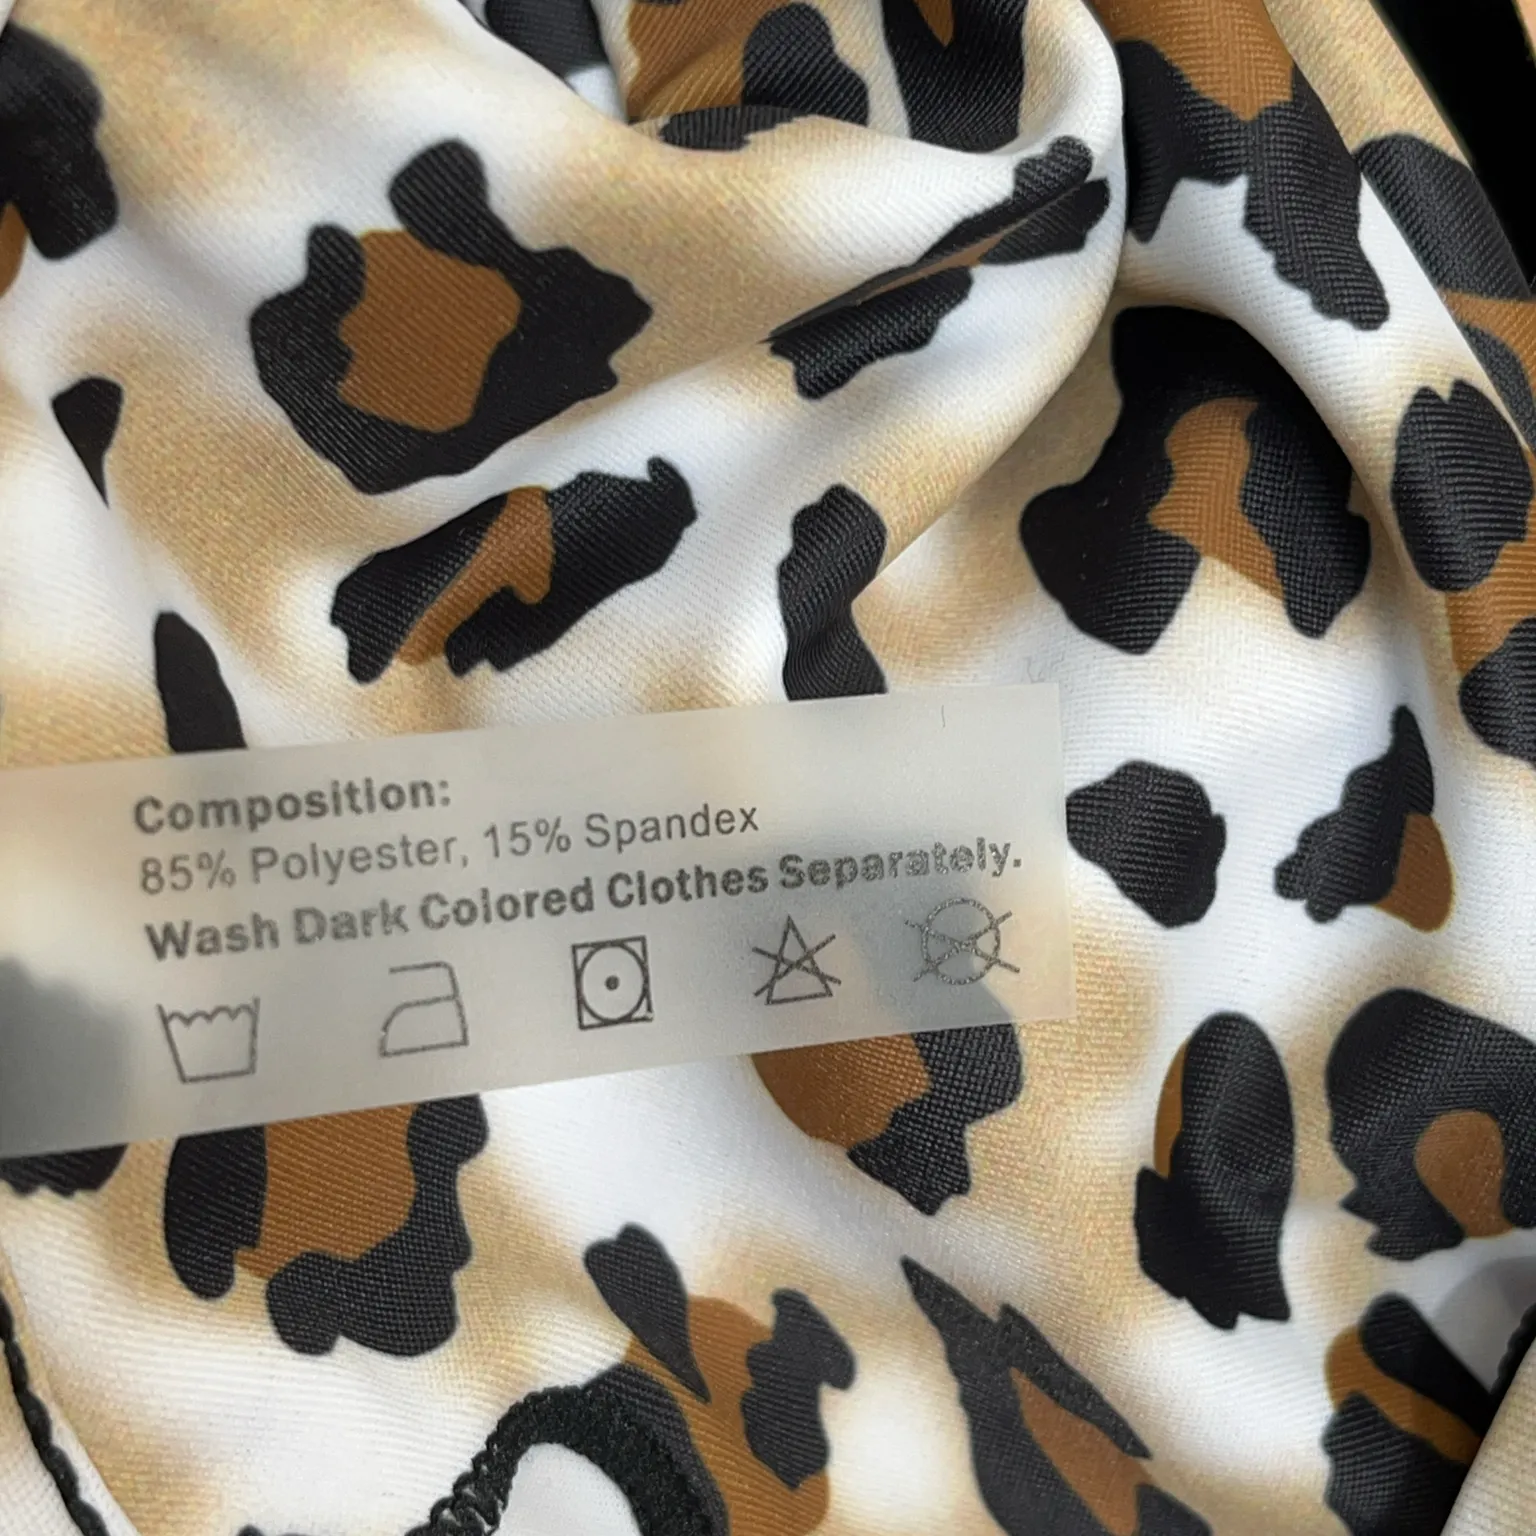 Composition:
85% Polyester, 15% Spandex
Wash Dark Colored Clothes Separately.